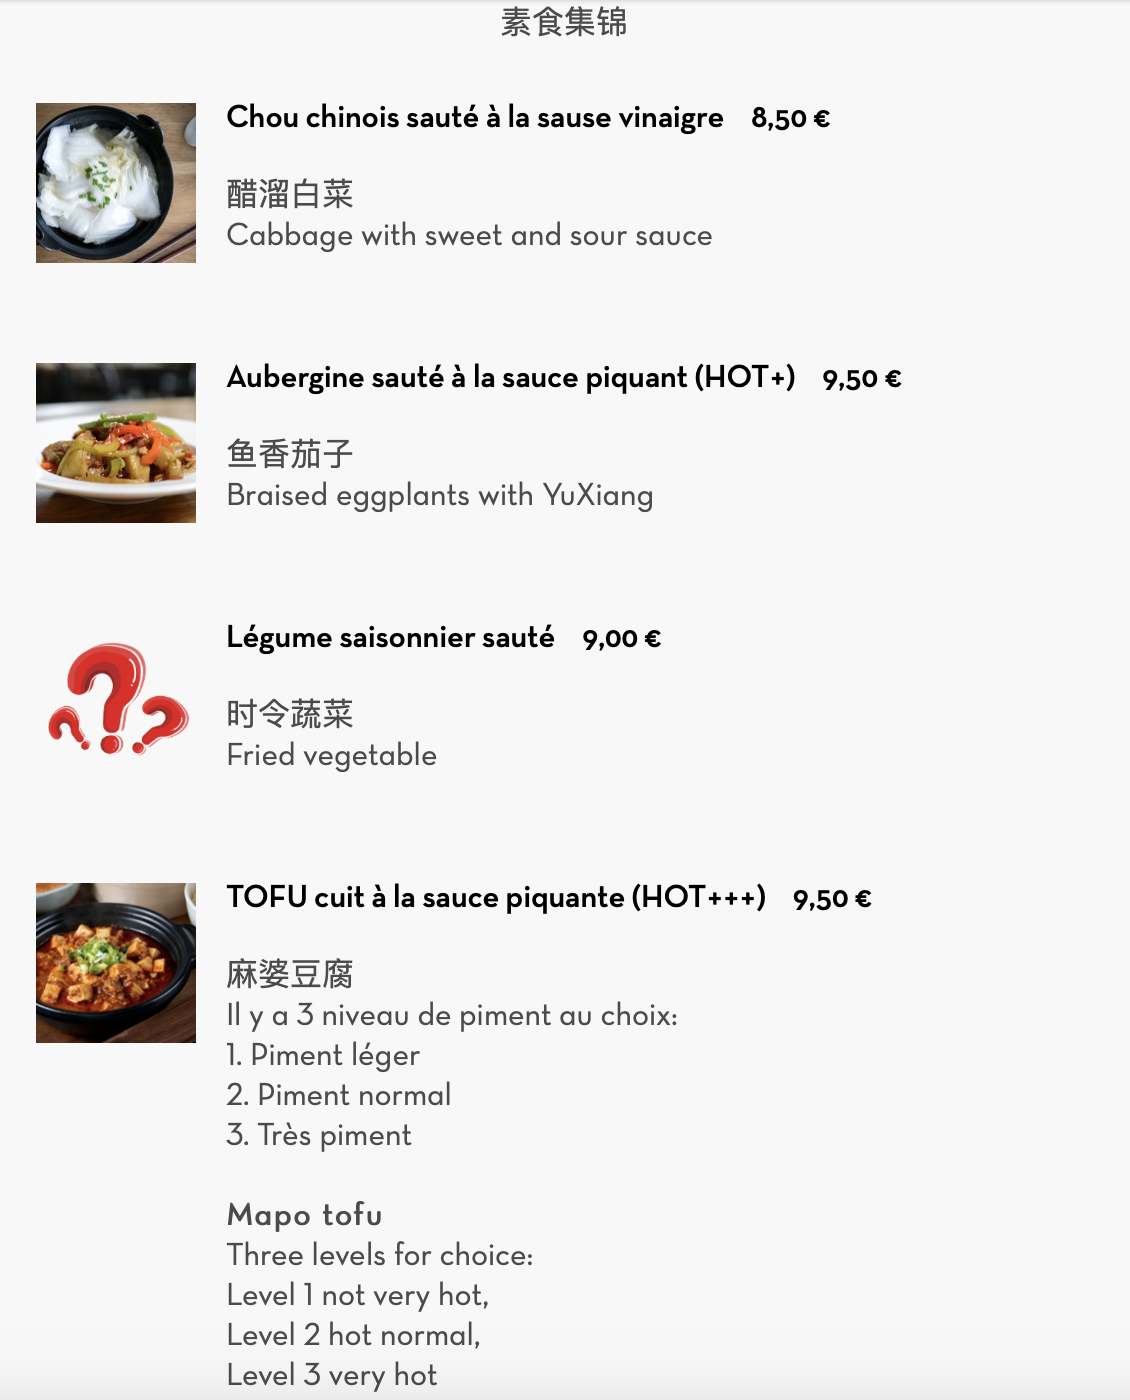 素食集锦
Chou chinois sauté à la sause vinaigre 8,50 €
醋溜白菜
Cabbage with sweet and sour sauce
Aubergine sauté à la sauce piquant (HOT+) 9,50 €
鱼香茄子
Braised eggplants with YuXiang
Légume saisonnier sauté 9,00 €
时令蔬菜
Fried vegetable
TOFU cuit à la sauce piquante (HOT+++) 9,50 €
麻婆豆腐
Il y a 3 niveau de piment au choix:
1. Piment léger
2. Piment normal
3. Très piment
Mapo tofu
Three levels for choice:
Level 1 not very hot,
Level 2 hot normal,
Level 3 very hot